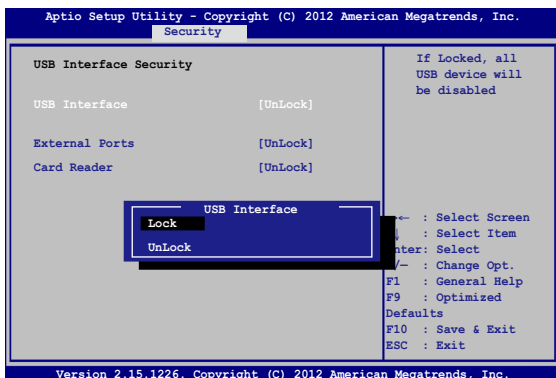 Aptio Setup Utility - Copyright (C) 2012 American Megatrends, Inc.
Security
USB Interface Security
USB Interface [UnLock]
External Ports [UnLock]
Card Reader [UnLock]
USB Interface
Lock
UnLock
If Locked, all
USB device will
be disabled
← : Select Screen
↓ : Select Item
nter: Select
/— : Change Opt.
F1 : General Help
F9 : Optimized
Defaults
F10 : Save & Exit
ESC : Exit
Version 2.15.1226. Copyright (C) 2012 American Megatrends, Inc.